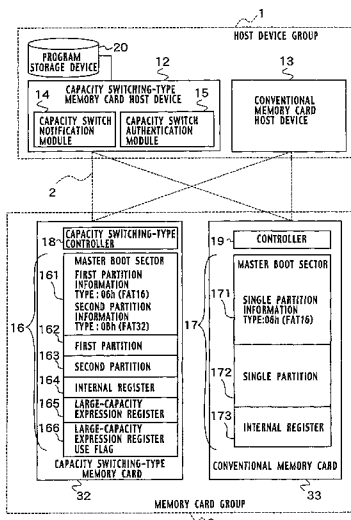 1
HOST DEVICE GROUP
20
PROGRAM
STORAGE DEVICE
12
13
CAPACITY SWITCHING-TYPE
MEMORY CARD HOST DEVICE
14
15
CAPACITY SWITCH
NOTIFICATION
MODULE
CAPACITY SWITCH
AUTHENTICATION
MODULE
CONVENTIONAL
MEMORY CARD
HOST DEVICE
2
18
CAPACITY SWITCHING-TYPE
CONTROLLER
16
161
MASTER BOOT SECTOR
FIRST PARTITION
INFORMATION
TYPE:06h (FAT16)
SECOND PARTITION
INFORMATION
TYPE:0Bh (FAT32)
162
FIRST PARTITION
163
SECOND PARTITION
164
INTERNAL REGISTER
165
LARGE-CAPACITY
EXPRESSION REGISTER
166
LARGE-CAPACITY
EXPRESSION REGISTER
USE FLAG
CAPACITY SWITCHING-TYPE
MEMORY CARD
32
19
CONTROLLER
17
171
MASTER BOOT SECTOR
SINGLE PARTITION
INFORMATION
TYPE:06h (FAT16)
172
SINGLE PARTITION
173
INTERNAL REGISTER
CONVENTIONAL MEMORY CARD
33
MEMORY CARD GROUP